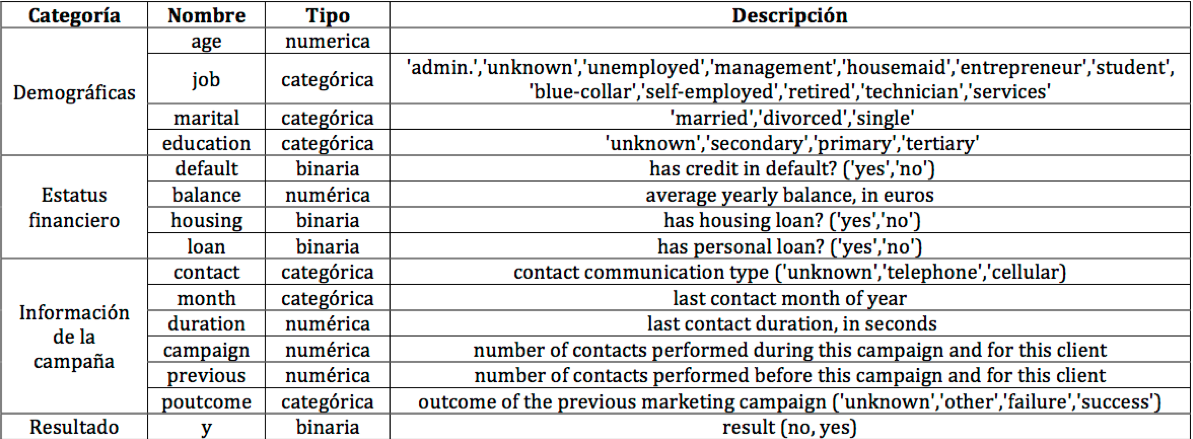 Categoría Nombre Tipo Descripción
Demográficas
age numerica
job categórica 'admin.','unknown','unemployed','management','housemaid','entrepreneur','student',
'blue-collar','self-employed','retired','technician','services'
marital categórica 'married','divorced','single'
education categórica 'unknown','secondary','primary','tertiary'
Estatus
financiero
default binaria has credit in default? ('yes','no')
balance numérica average yearly balance, in euros
housing binaria has housing loan? ('yes','no')
loan binaria has personal loan? ('yes','no')
Información
de la
campaña
contact categórica contact communication type ('unknown','telephone','cellular)
month categórica last contact month of year
duration numérica last contact duration, in seconds
campaign numérica number of contacts performed during this campaign and for this client
previous numérica number of contacts performed before this campaign and for this client
poutcome categórica outcome of the previous marketing campaign ('unknown','other','failure','success')
Resultado y binaria result (no, yes)